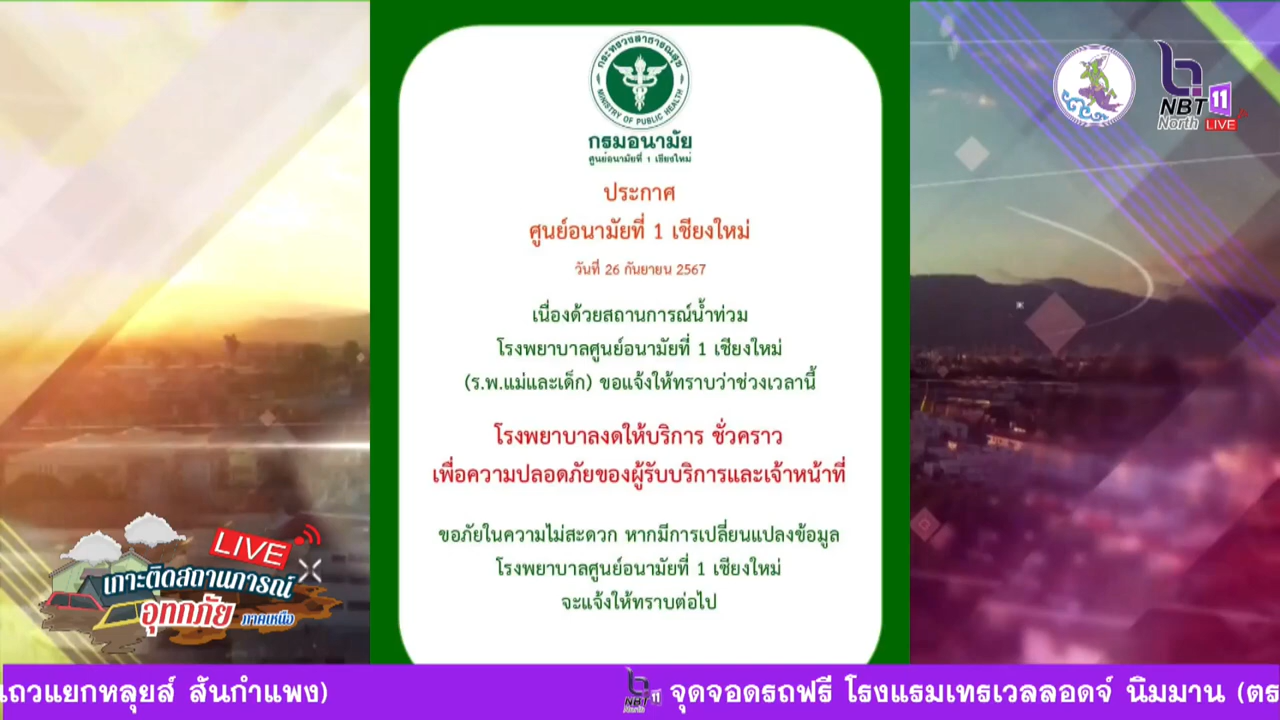 กระทรวงสาธารณสุข
MINISTRY OF PUBLIC HEALTH
กรมอนามัย
ศูนย์อนามัยที่ 1 เชียงใหม่
ประกาศ
ศูนย์อนามัยที่ 1 เชียงใหม่
วันที่ 26 กันยายน 2567
เนื่องด้วยสถานการณ์น้ำท่วม
โรงพยาบาลศูนย์อนามัยที่ 1 เชียงใหม่
(ร.พ.แม่และเด็ก) ขอแจ้งให้ทราบว่าช่วงเวลานี้
โรงพยาบาลงดให้บริการ ชั่วคราว
เพื่อความปลอดภัยของผู้รับบริการและเจ้าหน้าที่
ขอภัยในความไม่สะดวก หากมีการเปลี่ยนแปลงข้อมูล
โรงพยาบาลศูนย์อนามัยที่ 1 เชียงใหม่
จะแจ้งให้ทราบต่อไป
NBT 11
North LIVE
LIVE
เกาะติดสถานการณ์
อุทกภัย ภาคเหนือ
แถวแยกหลุยส์ สันกำแพง)
NBT 11
North
จุดจอดรถฟรี โรงแรมเทรเวลลอดจ์ นิมมาน (ตร